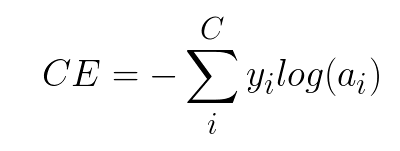 CE = − ∑_{i}^{C} y_i log(a_i)